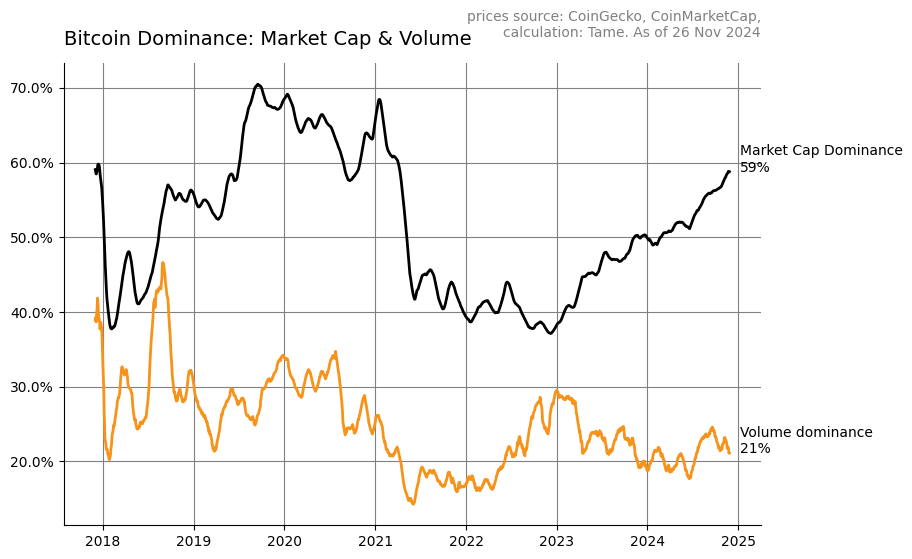 prices source: CoinGecko, CoinMarketCap,
calculation: Tame. As of 26 Nov 2024
Bitcoin Dominance: Market Cap & Volume
70.0%
60.0%
50.0%
40.0%
30.0%
20.0%
Market Cap Dominance
59%
Volume dominance
21%
2018 2019 2020 2021 2022 2023 2024 2025